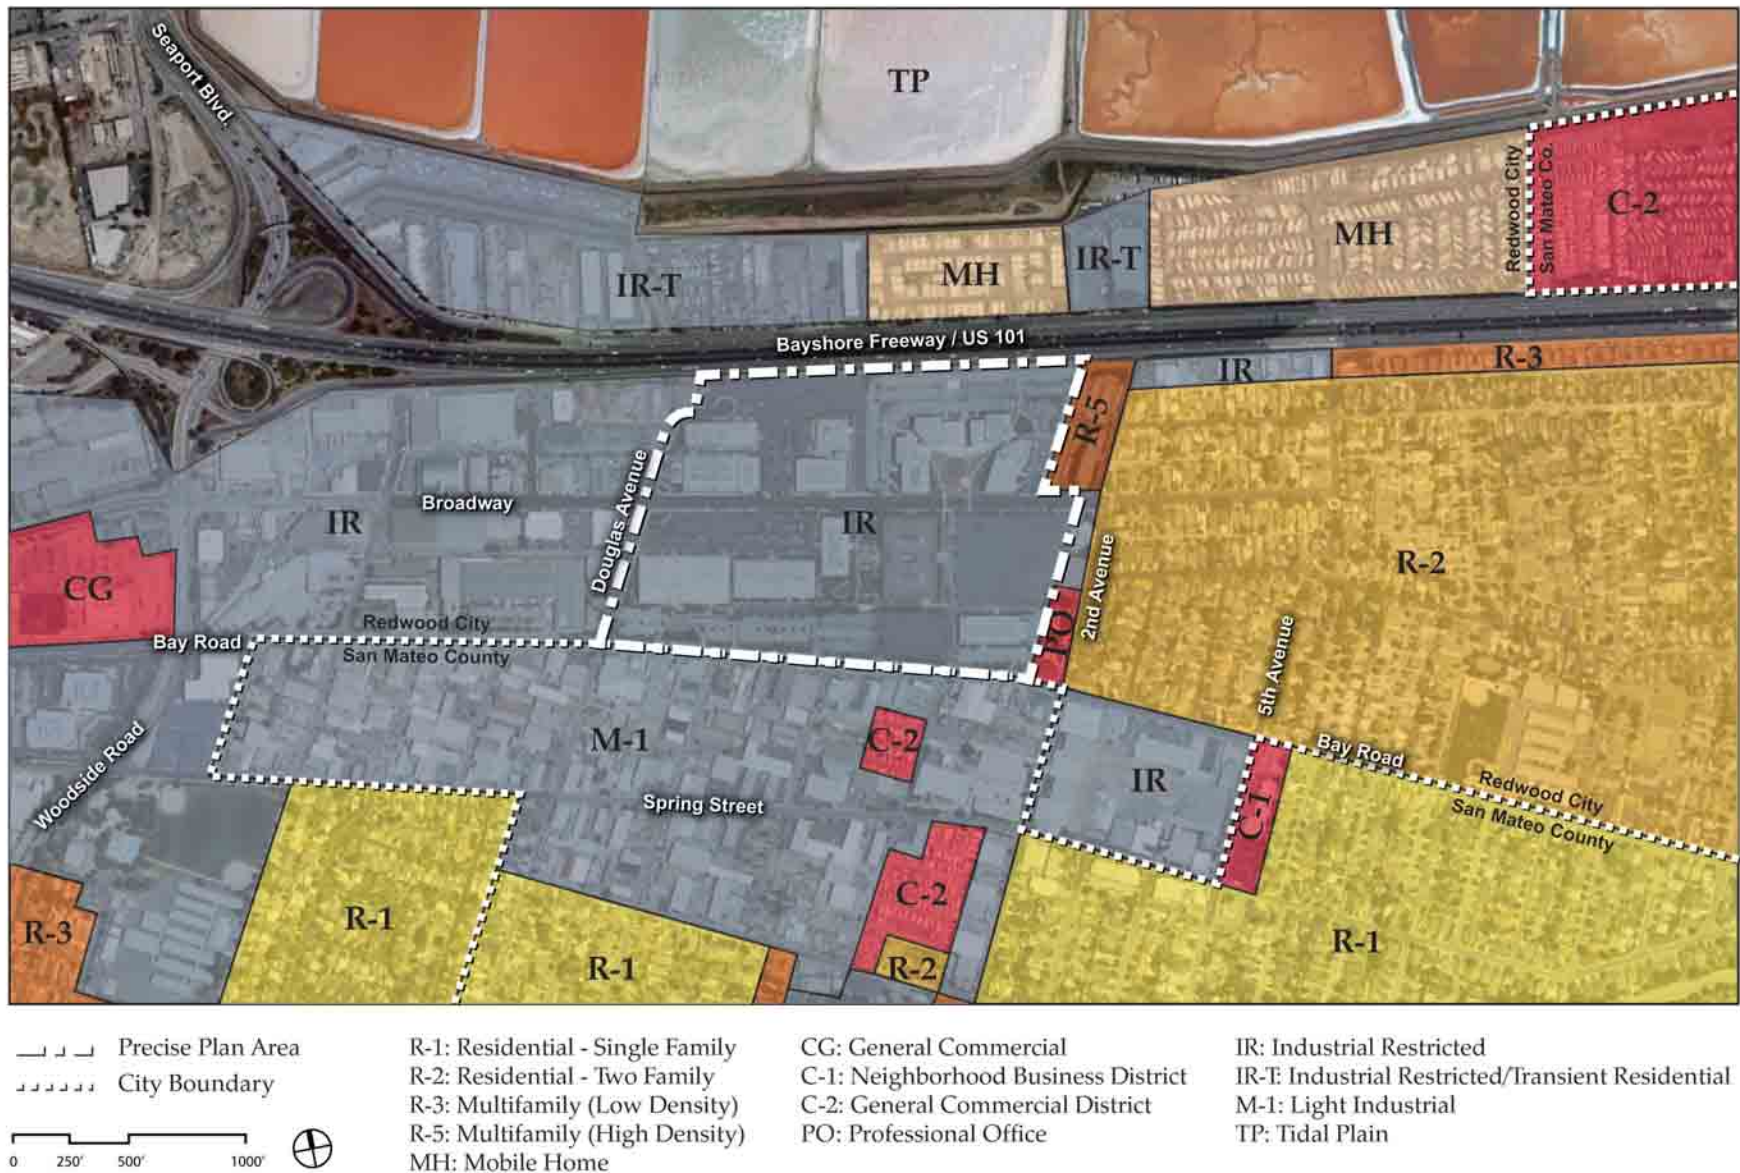 Seaport Blvd.
TP
Redwood City
San Mateo Co.
C-2
MH
IR-T
MH
IR-T
Bayshore Freeway / US 101
IR
R-3
R-5
Douglas Avenue
Broadway
IR
IR
R-2
CG
2nd Avenue
PO
Redwood City
Bay Road
San Mateo County
5th Avenue
M-1
C-2
Bay Road
IR
Redwood City
San Mateo County
Woodside Road
Spring Street
C-1
C-2
R-3
R-1
R-1
R-2
R-1
Precise Plan Area
City Boundary
0 250' 500' 1000'
R-1: Residential - Single Family
R-2: Residential - Two Family
R-3: Multifamily (Low Density)
R-5: Multifamily (High Density)
MH: Mobile Home
CG: General Commercial
C-1: Neighborhood Business District
C-2: General Commercial District
PO: Professional Office
IR: Industrial Restricted
IR-T: Industrial Restricted/Transient Residential
M-1: Light Industrial
TP: Tidal Plain